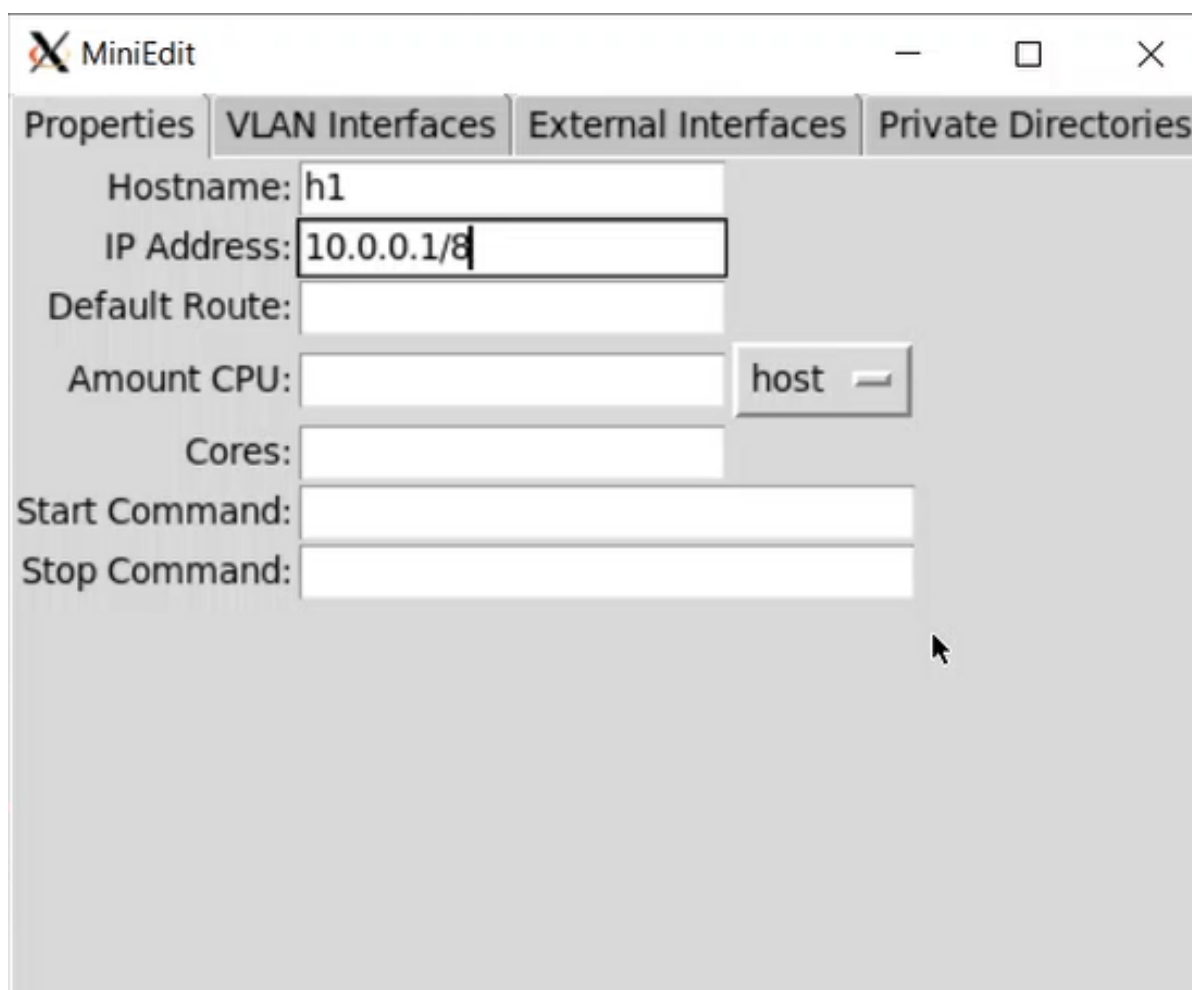 MiniEdit
Properties VLAN Interfaces External Interfaces Private Directories
Hostname: h1
IP Address: 10.0.0.1/8
Default Route:
Amount CPU: host
Cores:
Start Command:
Stop Command: